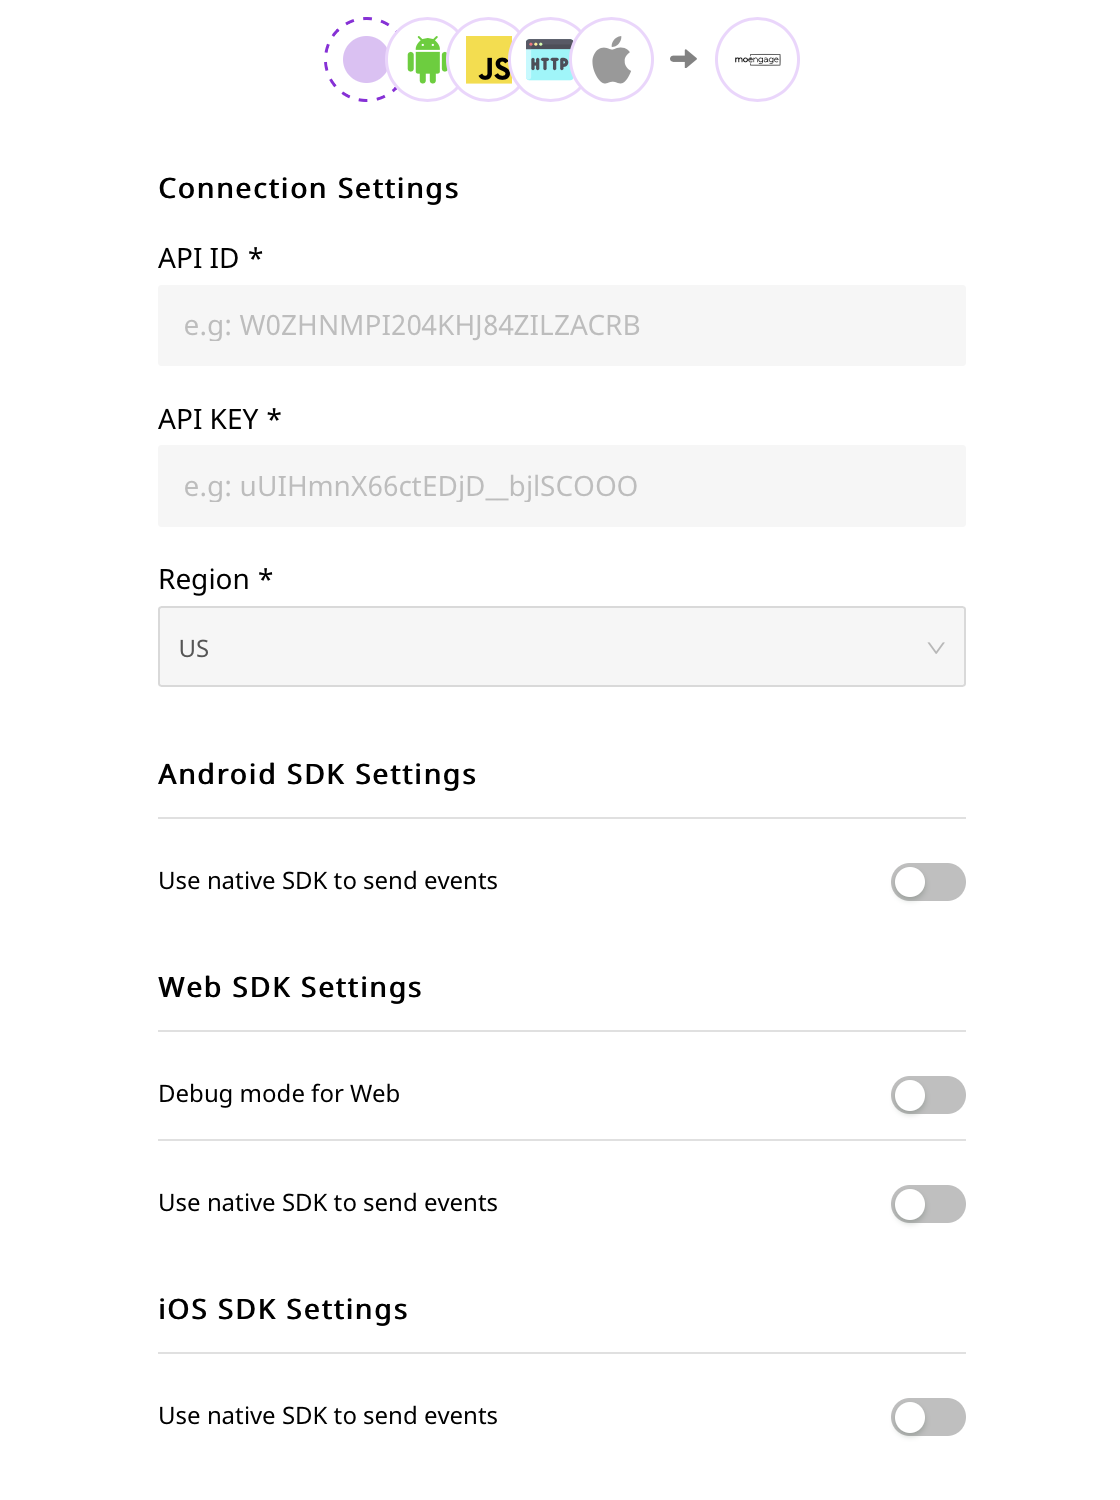 JS
HTTP
moengage
Connection Settings
API ID *
e.g: W0ZHNMPI204KHJ84ZILZACRB
API KEY *
e.g: uUIHmnX66ctEDjD__bjlSCOOO
Region *
US
Android SDK Settings
Use native SDK to send events
Web SDK Settings
Debug mode for Web
Use native SDK to send events
iOS SDK Settings
Use native SDK to send events